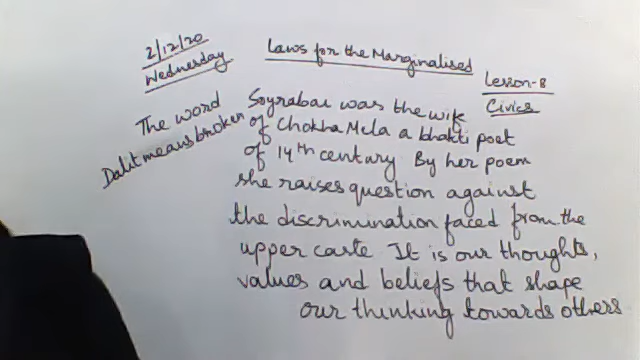 2/12/20
Wednesday
Laws for the Marginalised
Lesson-8
Civics
The word
Dalit means broken
Soyrabai was the wife
of Chokha Mela a bhakti poet
of 14th century By her poem
she raises question against
the discrimination faced from the
upper caste It is our thoughts,
values and beliefs that shape
our thinking towards others